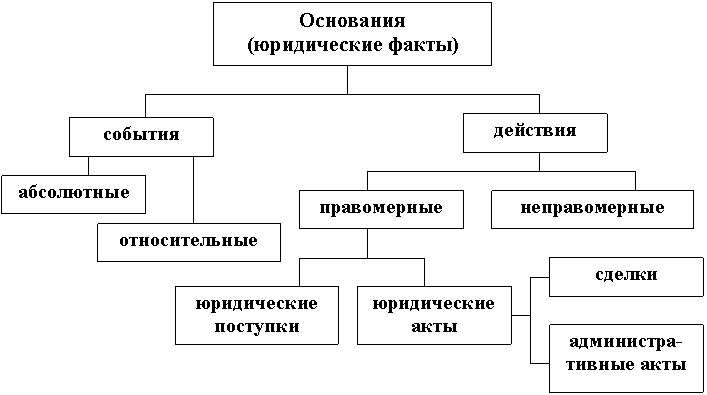 Основания
(юридические факты)
события
действия
абсолютные
относительные
правомерные
неправомерные
юридические
поступки
юридические
акты
сделки
администра-
тивные акты